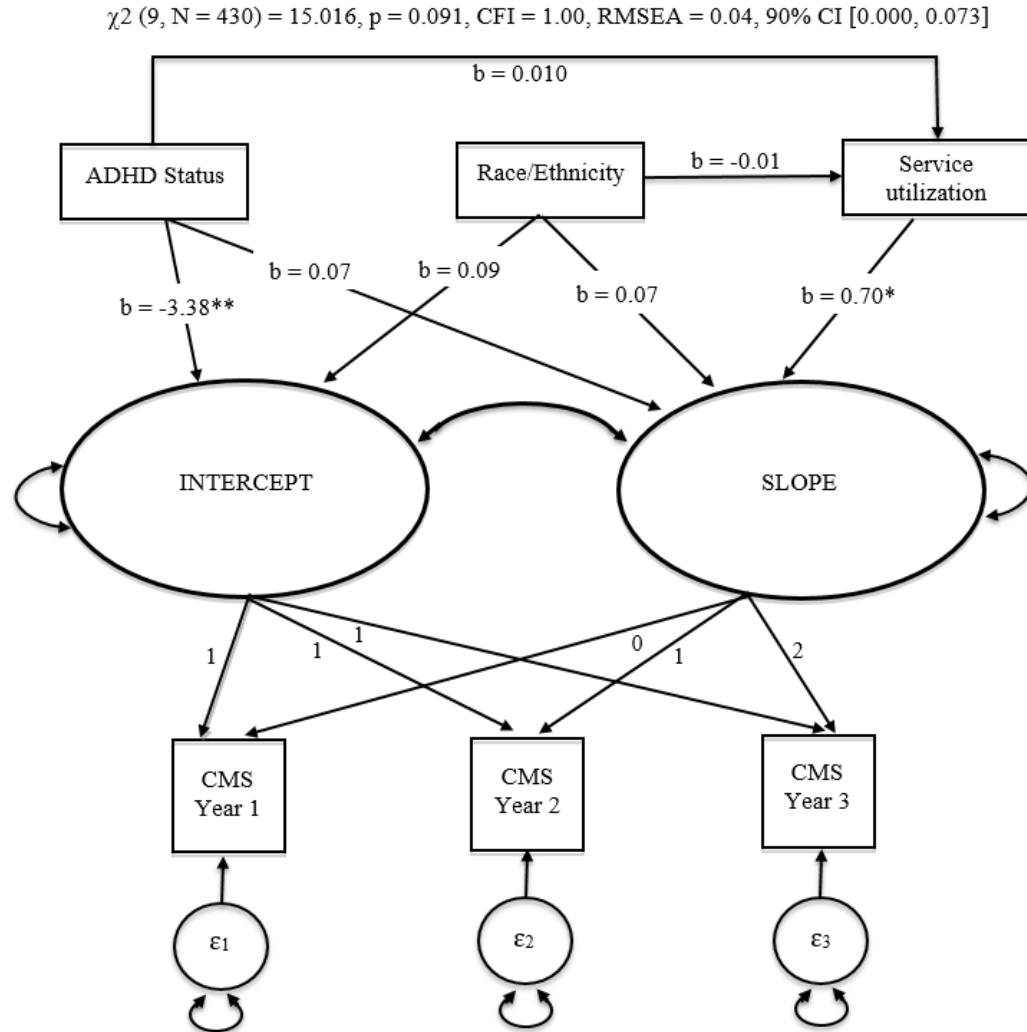 χ2 (9, N = 430) = 15.016, p = 0.091, CFI = 1.00, RMSEA = 0.04, 90% CI [0.000, 0.073]
b = 0.010
ADHD Status
Race/Ethnicity
b = -0.01
Service
utilization
b = -3.38**
b = 0.07
b = 0.09
b = 0.07
b = 0.70*
INTERCEPT
SLOPE
1
1
1
0
1
2
CMS
Year 1
CMS
Year 2
CMS
Year 3
ε1
ε2
ε3